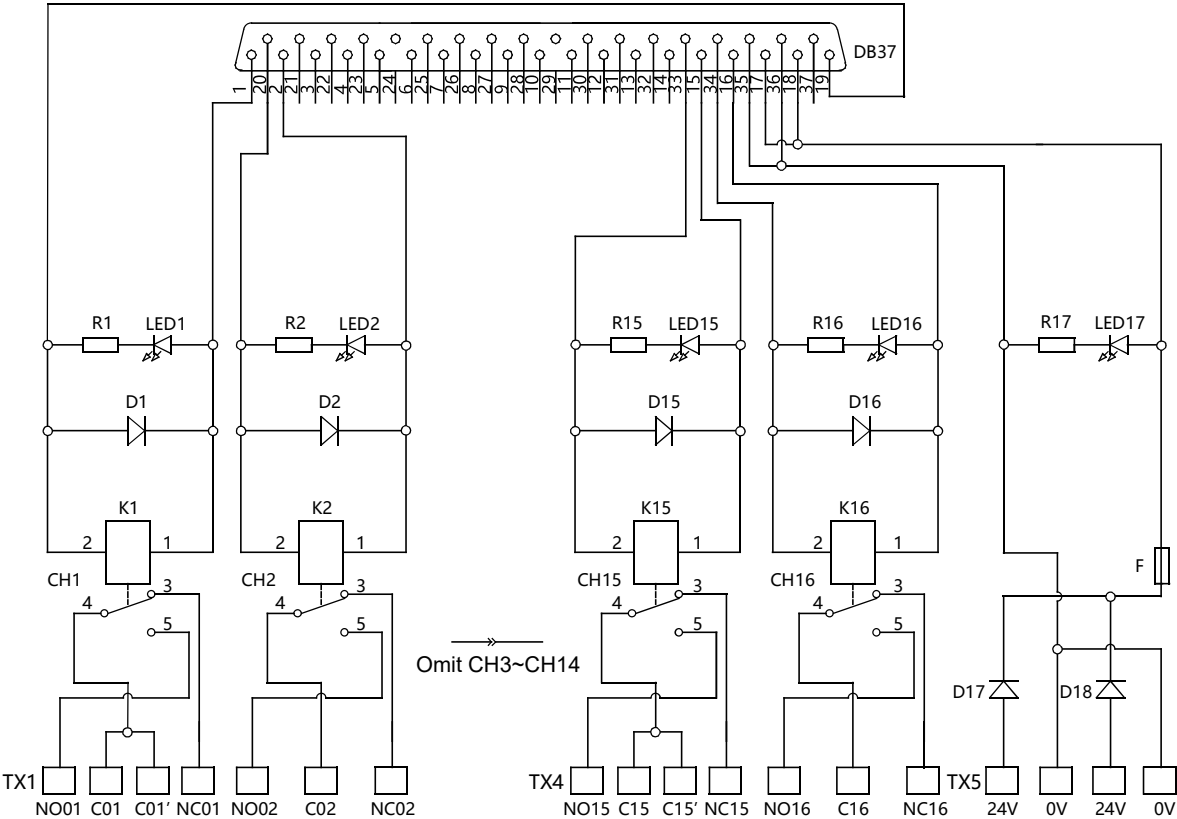 DB37
1 20 2 21 3 22 4 23 5 24 6 25 7 26 8 27 9 28 10 29 11 30 12 31 13 32 14 33 15 34 16 35 17 36 18 37 19
R1 LED1 R2 LED2 R15 LED15 R16 LED16 R17 LED17
D1 D2 D15 D16
K1 K2 K15 K16
2 1 2 1 2 1 2 1
F
CH1 3 CH2 3 CH15 3 CH16 3
4 4 4 4
5 5 5 5
Omit CH3~CH14
D17 D18
TX1 TX4 TX5
NO01 C01 C01' NC01 NO02 C02 NC02 NO15 C15 C15' NC15 NO16 C16 NC16 24V 0V 24V 0V